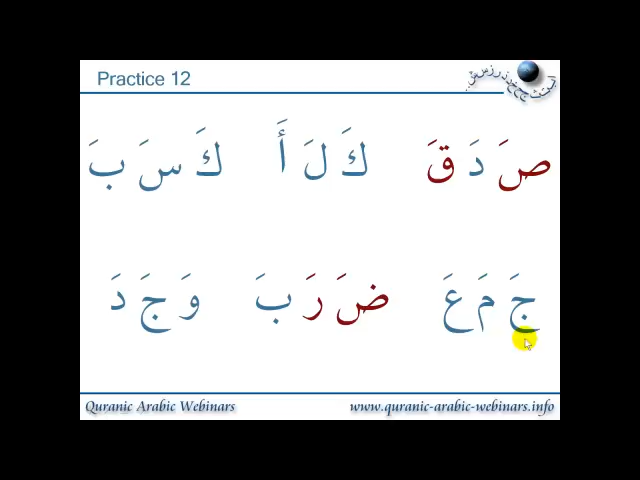 Practice 12
صَ دَ قَ كَ لَ أَ كَ سَ بَ
جَ مَ عَ ضَ رَ بَ وَ جَ دَ
Quranic Arabic Webinars www.quranic-arabic-webinars.info